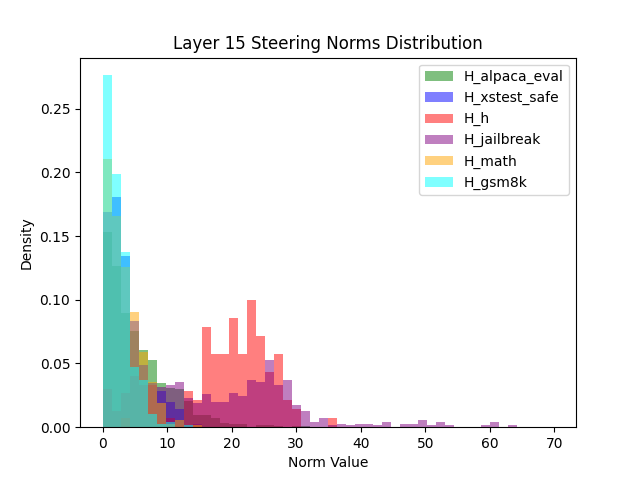 Layer 15 Steering Norms Distribution
H_alpaca_eval
H_xstest_safe
H_h
H_jailbreak
H_math
H_gsm8k
0.25
0.20
0.15
0.10
0.05
0.00
Density
0 10 20 30 40 50 60 70
Norm Value